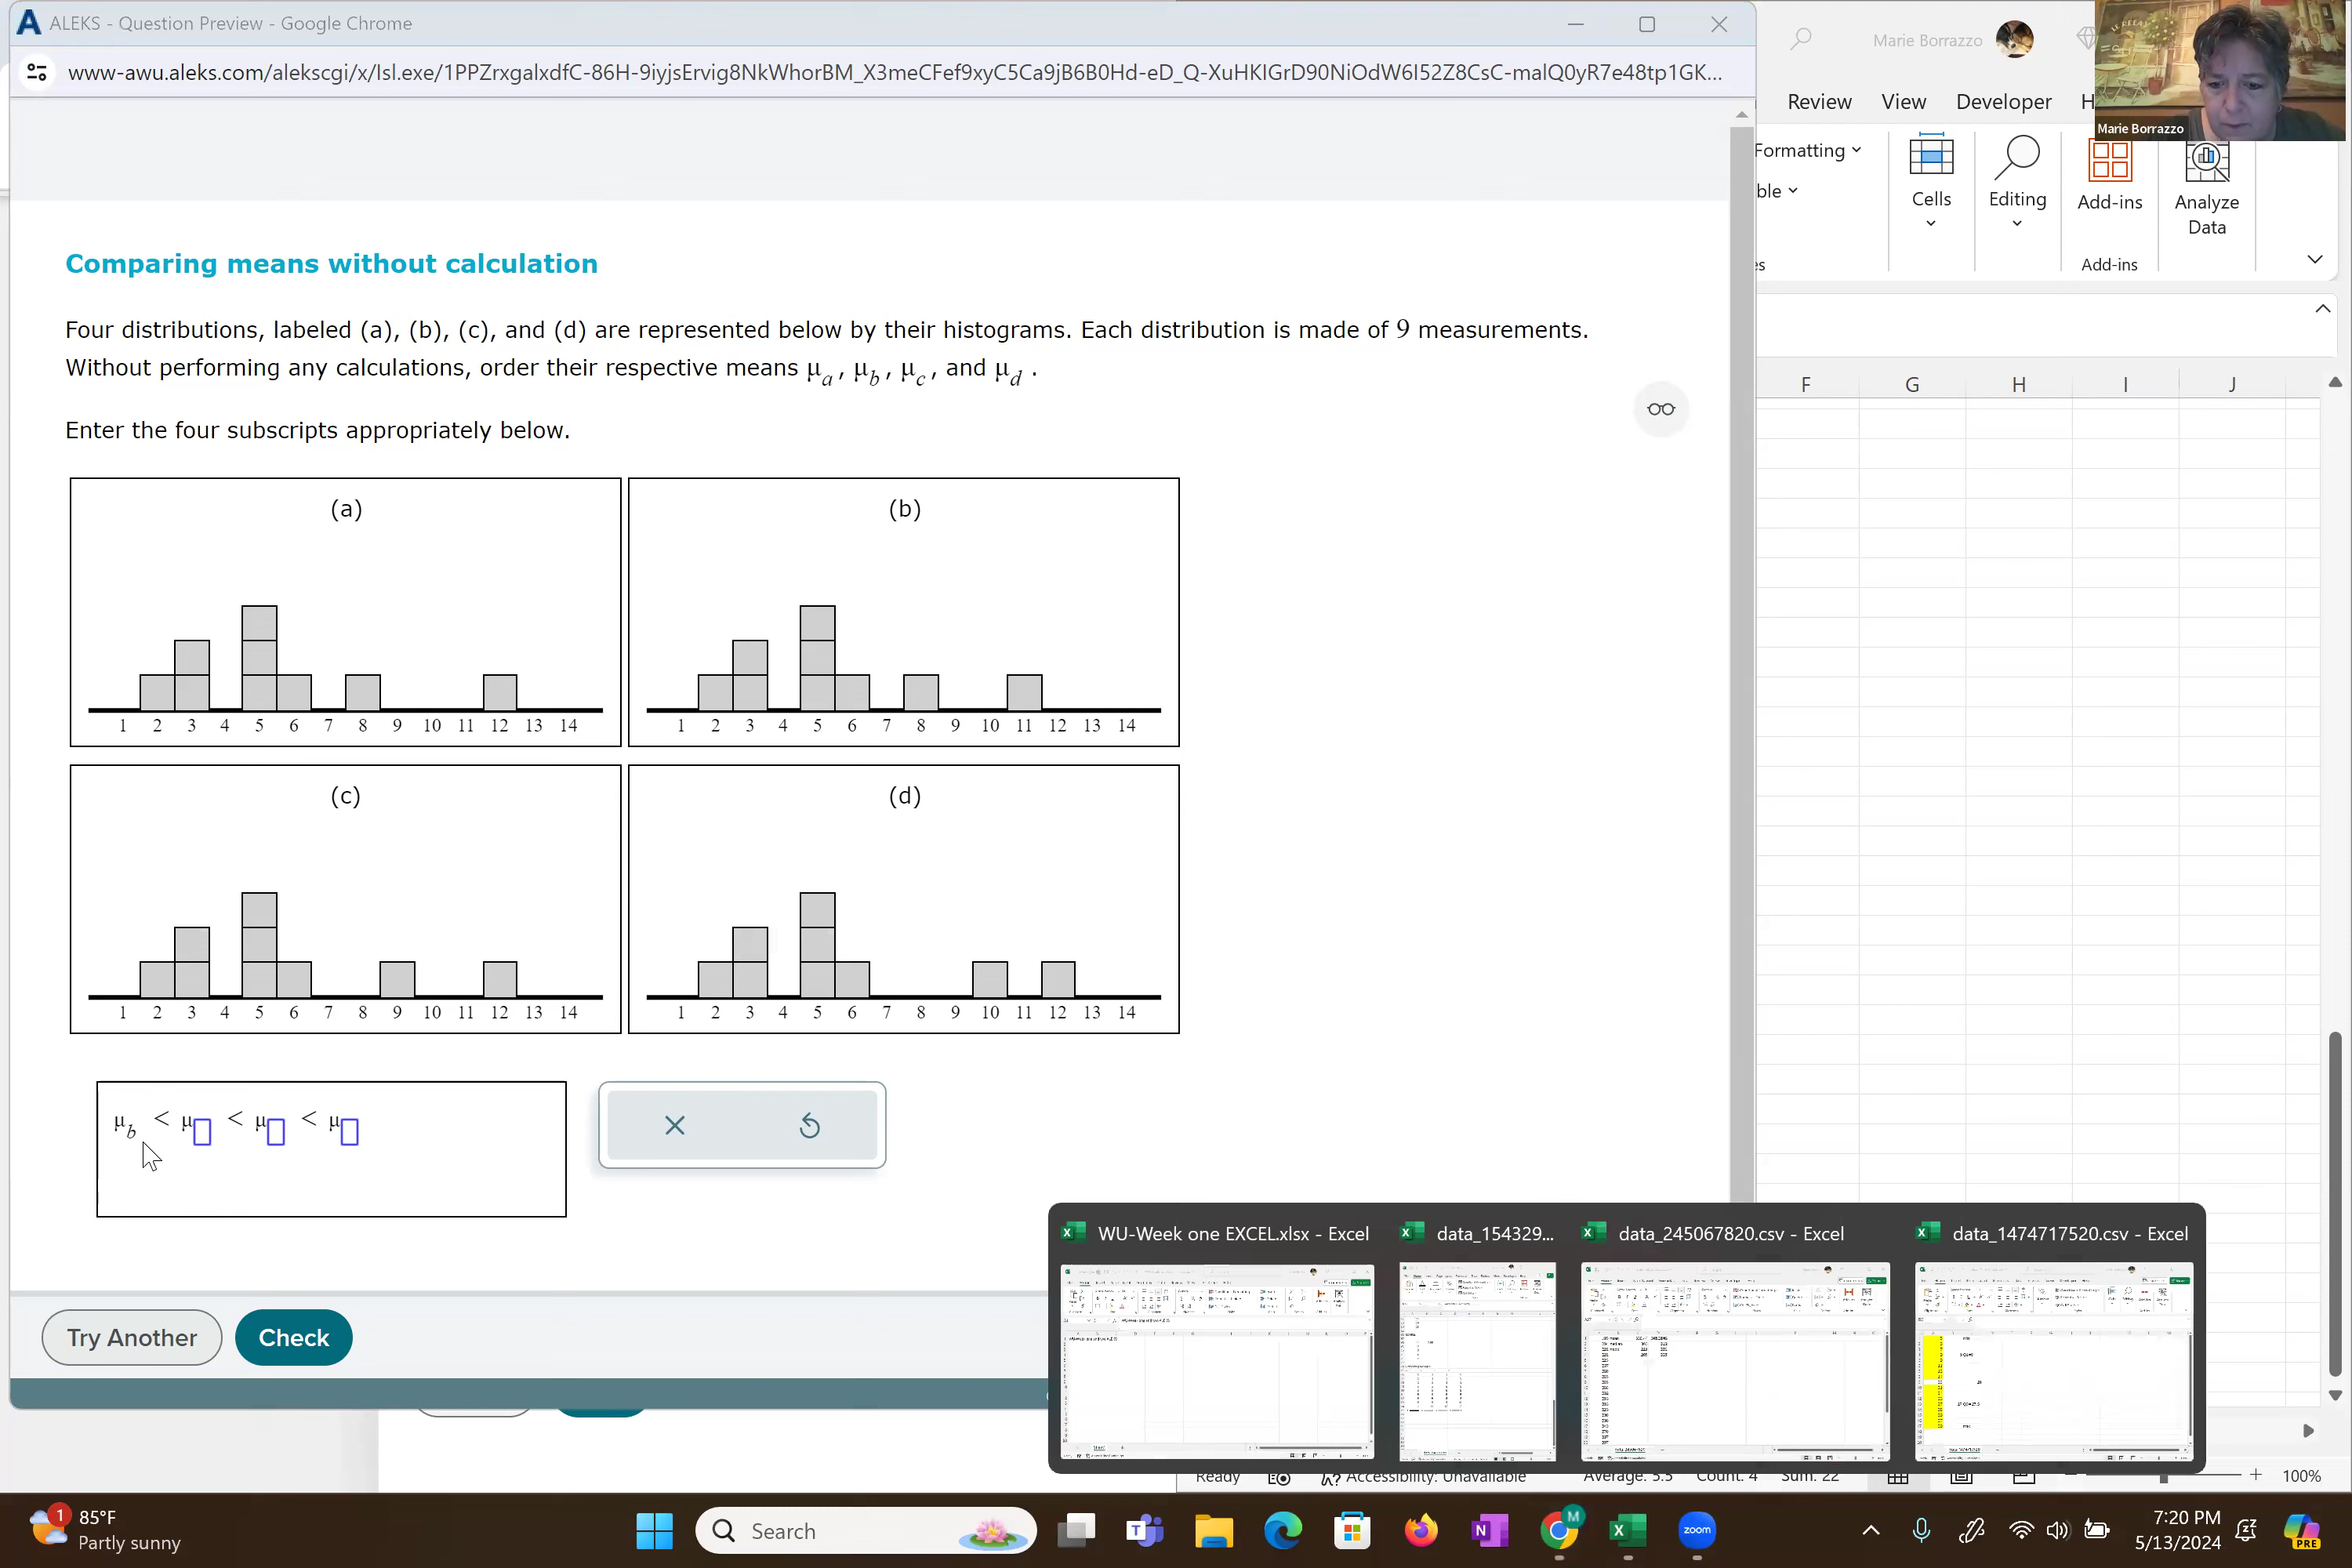 ALEKS - Question Preview - Google Chrome
www-awu.aleks.com/alekscgi/x/Isl.exe/1PPZrxgalxdfC-86H-9iyjsErvig8NkWhorBM_X3meCFef9xyC5Ca9jB6B0Hd-eD_Q-XuHKIGrD90NiOdW6I52Z8CsC-malQ0yR7e48tp1GK...
Marie Borrazzo
Marie Borrazzo
Review View Developer H
Formatting
ble
Cells
Editing
Add-ins
Analyze
Data
es
Add-ins
F G H I J
Comparing means without calculation
Four distributions, labeled (a), (b), (c), and (d) are represented below by their histograms. Each distribution is made of 9 measurements.
Without performing any calculations, order their respective means μa, μb, μc, and μd .
Enter the four subscripts appropriately below.
(a)
1 2 3 4 5 6 7 8 9 10 11 12 13 14
(b)
1 2 3 4 5 6 7 8 9 10 11 12 13 14
(c)
1 2 3 4 5 6 7 8 9 10 11 12 13 14
(d)
1 2 3 4 5 6 7 8 9 10 11 12 13 14
μb < μ < μ < μ
Try Another
Check
WU-Week one EXCEL.xlsx - Excel
data_154329...
data_245067820.csv - Excel
data_1474717520.csv - Excel
Ready Accessibility: Unavailable Average: 5.5 Count: 4 Sum: 22 100%
1
85°F
Partly sunny
Search
zoom
M
7:20 PM
5/13/2024
PRE